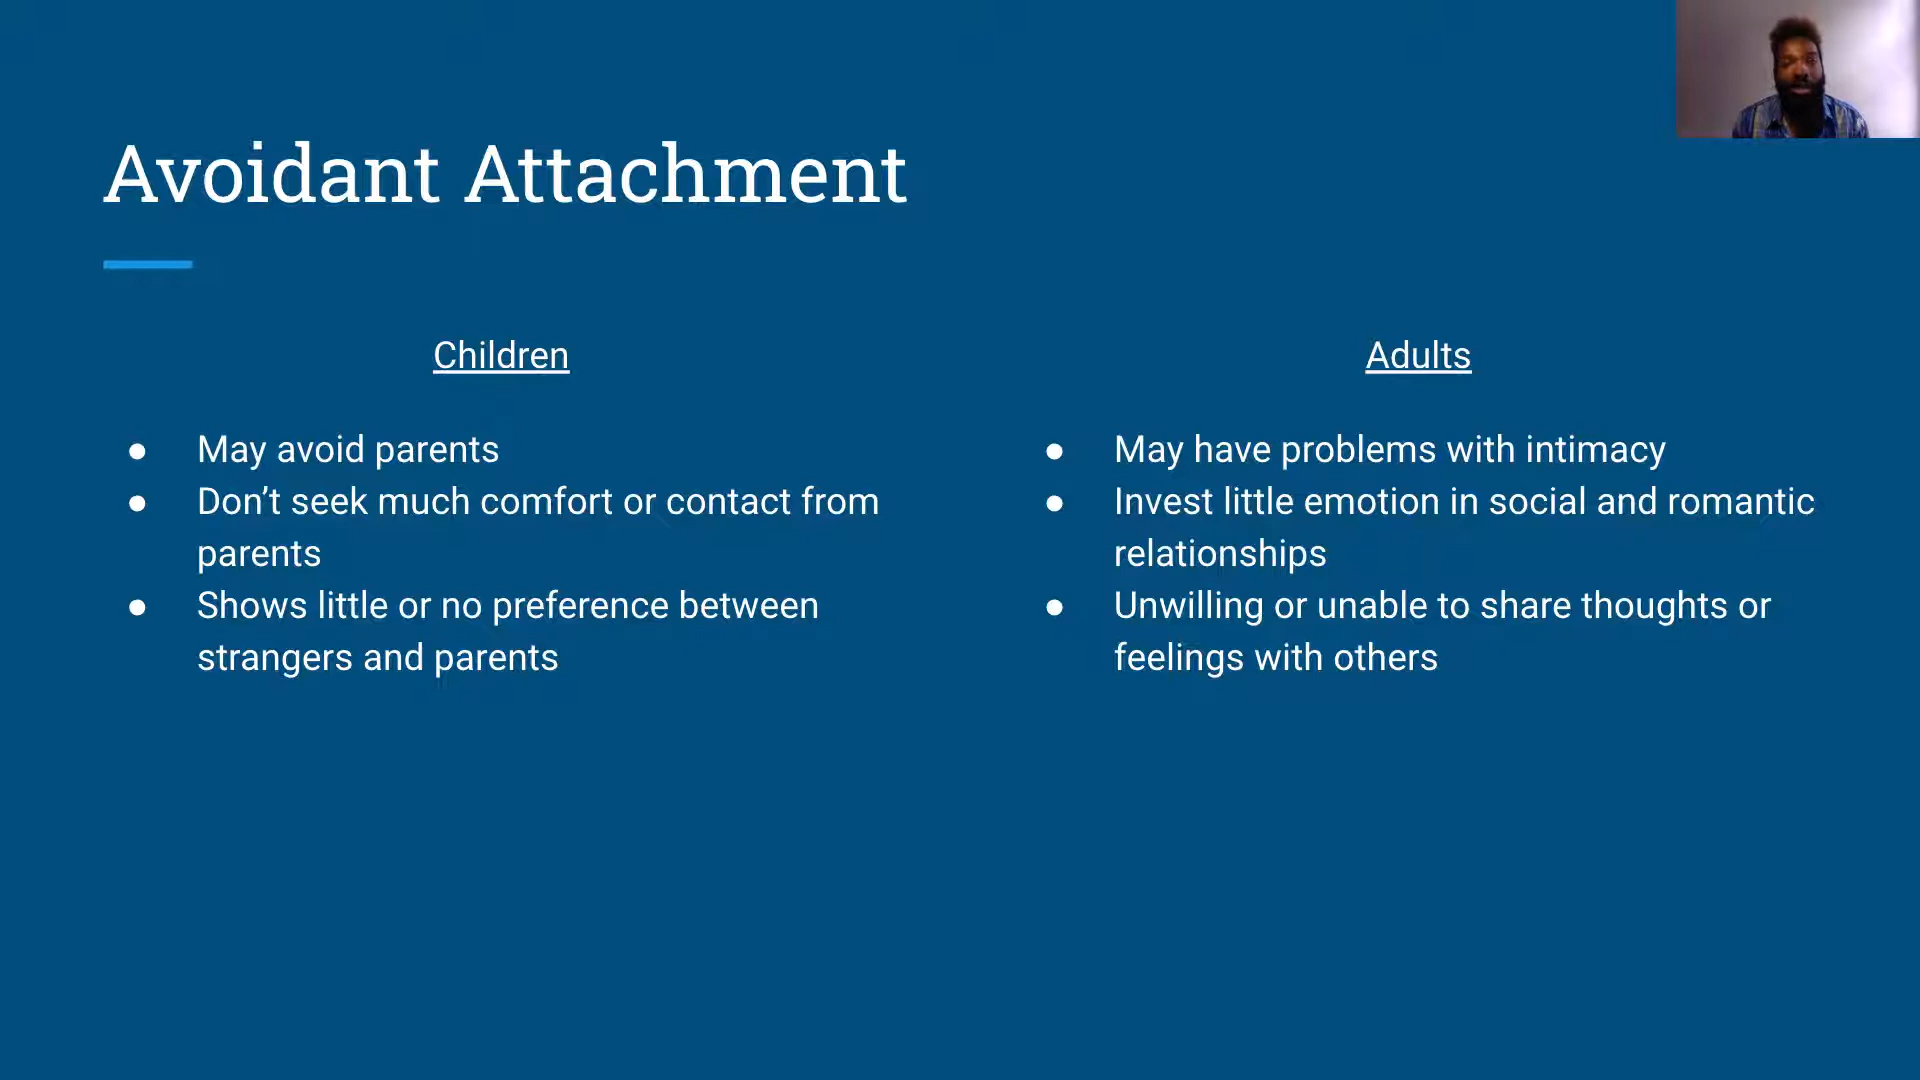 Avoidant Attachment
Children
● May avoid parents
● Don’t seek much comfort or contact from
parents
● Shows little or no preference between
strangers and parents
Adults
● May have problems with intimacy
● Invest little emotion in social and romantic
relationships
● Unwilling or unable to share thoughts or
feelings with others